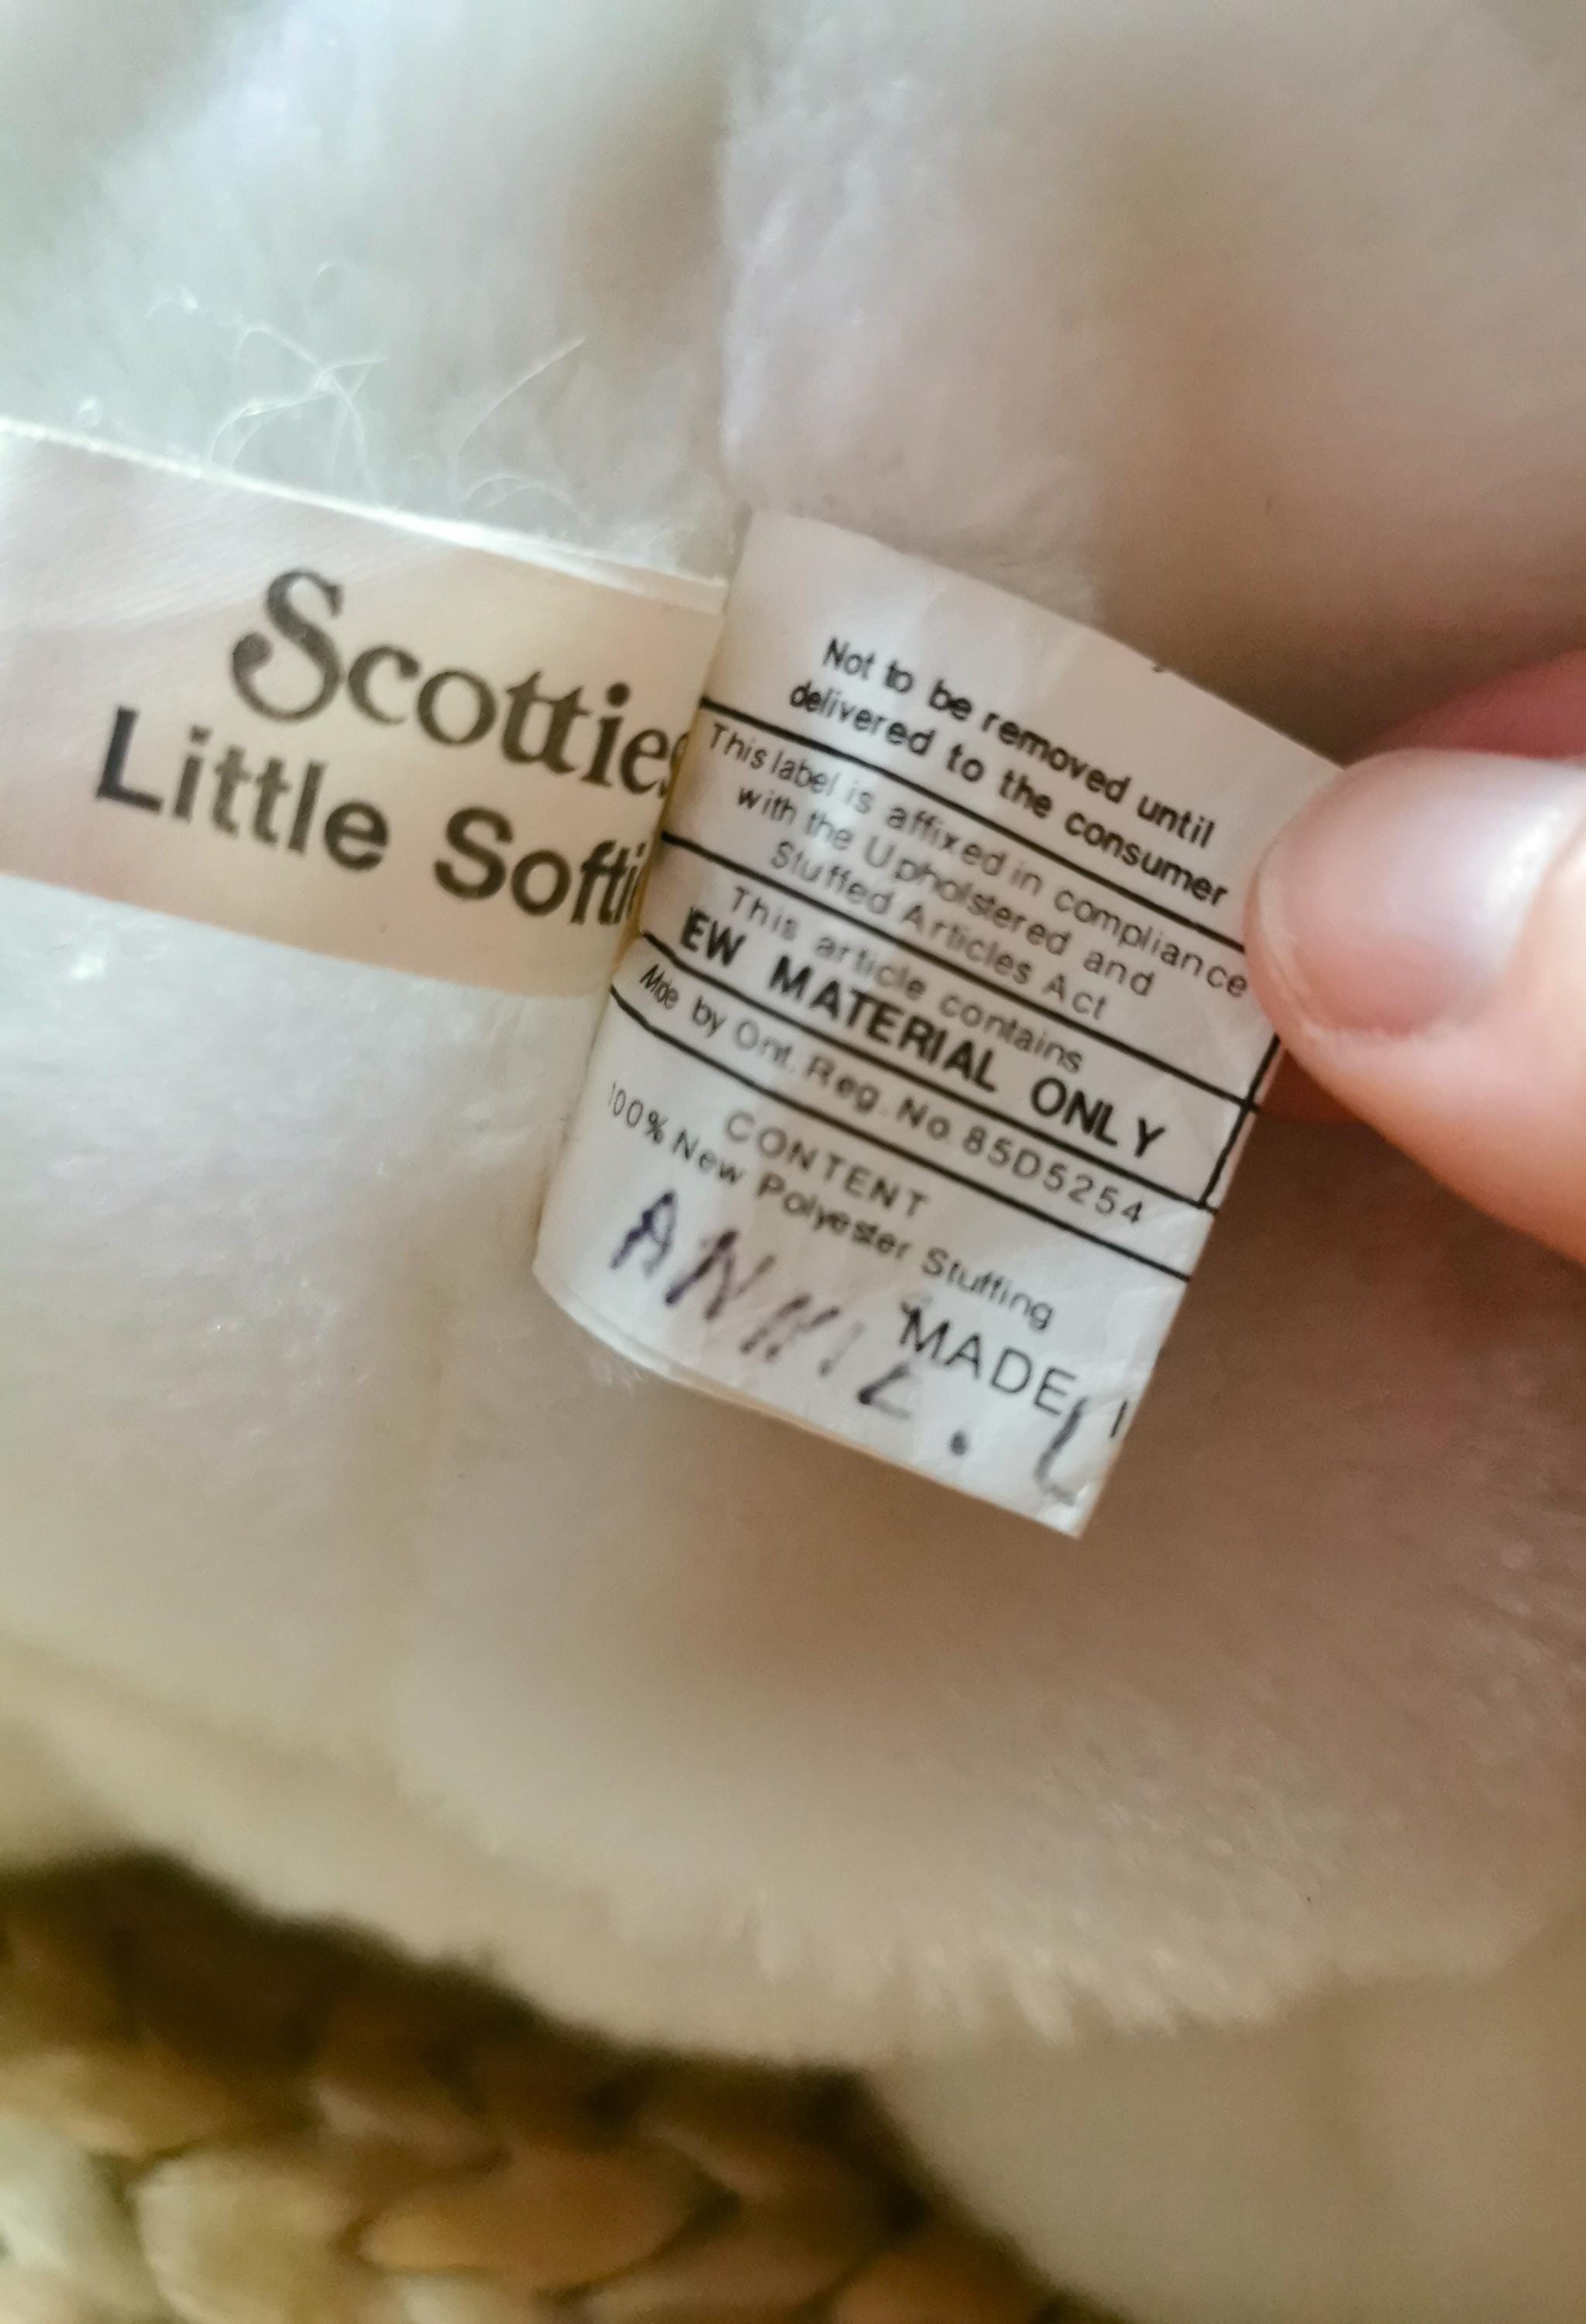 Scotties
Little Softi
Not to be removed until
delivered to the consumer
This label is affixed in compliance
with the Upholstered and
Stuffed Articles Act
This article contains
EW MATERIAL ONLY
Made by Ont. Reg. No 85D5254
CONTENT
100% New Polyester Stuffing
MADE I